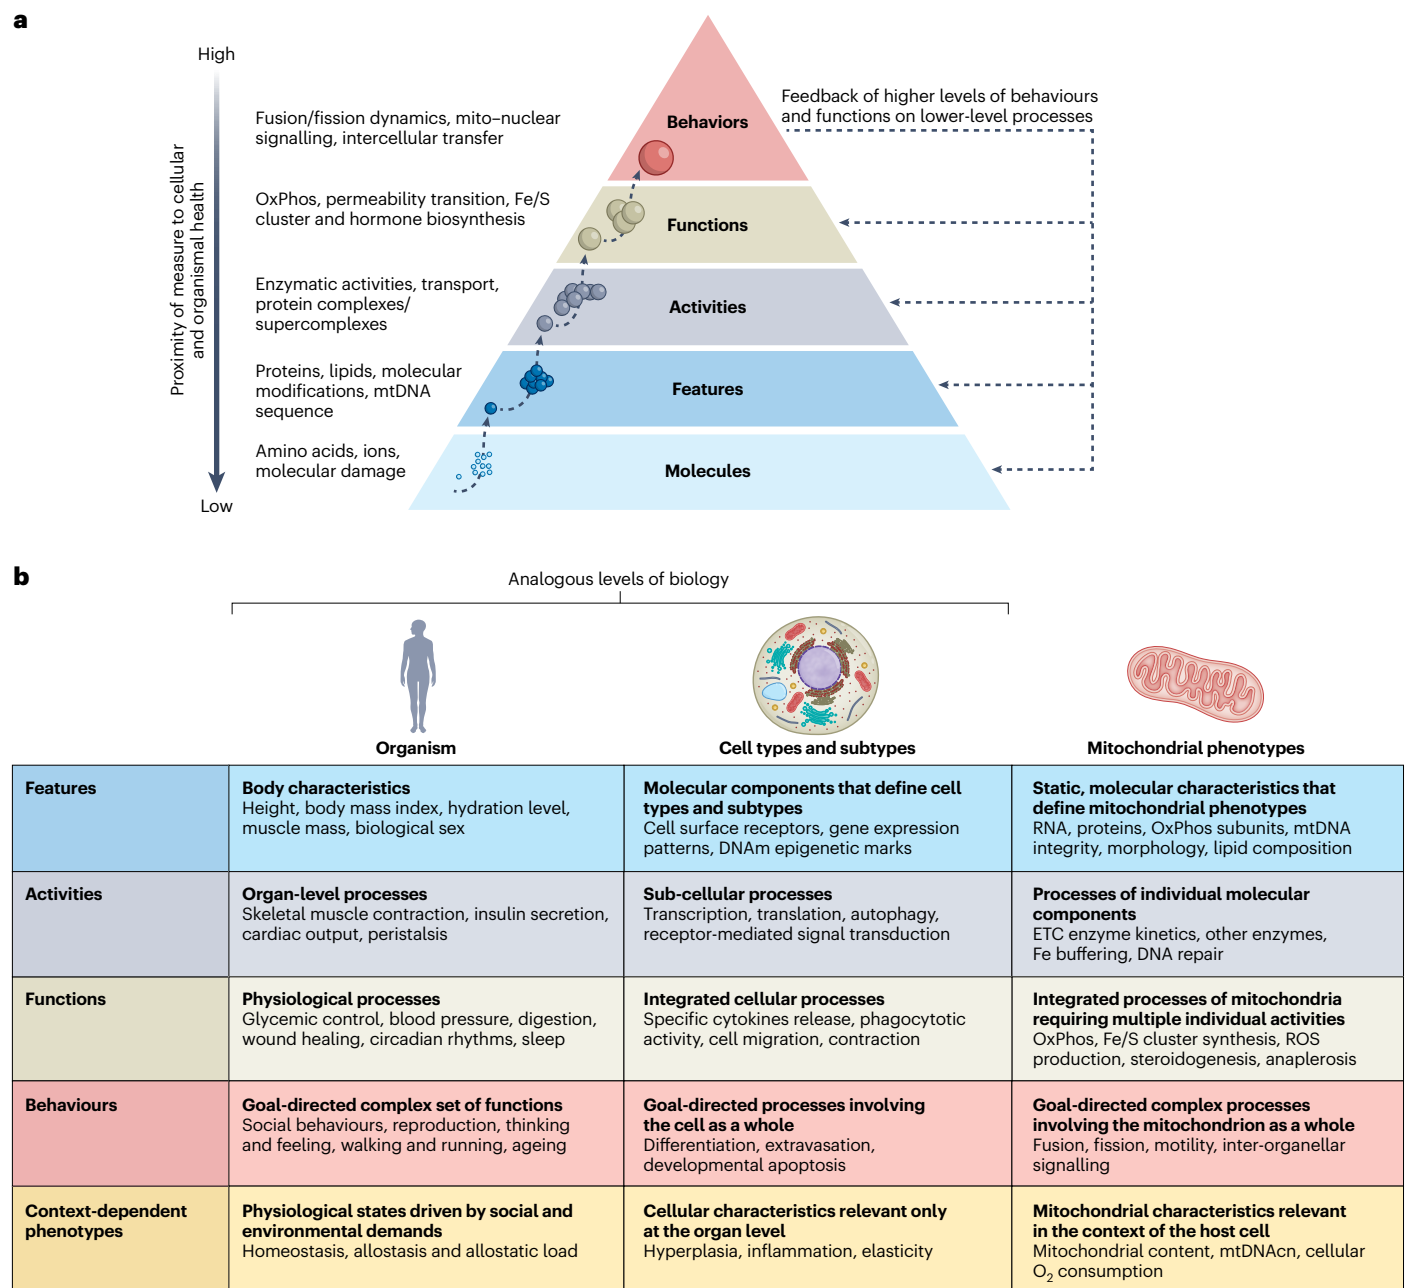 a
High
Proximity of measure to cellular
and organismal health
Low
Fusion/fission dynamics, mito–nuclear
signalling, intercellular transfer
OxPhos, permeability transition, Fe/S
cluster and hormone biosynthesis
Enzymatic activities, transport,
protein complexes/
supercomplexes
Proteins, lipids, molecular
modifications, mtDNA
sequence
Amino acids, ions,
molecular damage
Behaviors
Functions
Activities
Features
Molecules
Feedback of higher levels of behaviours
and functions on lower-level processes
b
Analogous levels of biology
Organism
Cell types and subtypes
Mitochondrial phenotypes
Features
Body characteristics
Height, body mass index, hydration level,
muscle mass, biological sex
Molecular components that define cell
types and subtypes
Cell surface receptors, gene expression
patterns, DNAm epigenetic marks
Static, molecular characteristics that
define mitochondrial phenotypes
RNA, proteins, OxPhos subunits, mtDNA
integrity, morphology, lipid composition
Activities
Organ-level processes
Skeletal muscle contraction, insulin secretion,
cardiac output, peristalsis
Sub-cellular processes
Transcription, translation, autophagy,
receptor-mediated signal transduction
Processes of individual molecular
components
ETC enzyme kinetics, other enzymes,
Fe buffering, DNA repair
Functions
Physiological processes
Glycemic control, blood pressure, digestion,
wound healing, circadian rhythms, sleep
Integrated cellular processes
Specific cytokines release, phagocytotic
activity, cell migration, contraction
Integrated processes of mitochondria
requiring multiple individual activities
OxPhos, Fe/S cluster synthesis, ROS
production, steroidogenesis, anaplerosis
Behaviours
Goal-directed complex set of functions
Social behaviours, reproduction, thinking
and feeling, walking and running, ageing
Goal-directed processes involving
the cell as a whole
Differentiation, extravasation,
developmental apoptosis
Goal-directed complex processes
involving the mitochondrion as a whole
Fusion, fission, motility, inter-organellar
signalling
Context-dependent
phenotypes
Physiological states driven by social and
environmental demands
Homeostasis, allostasis and allostatic load
Cellular characteristics relevant only
at the organ level
Hyperplasia, inflammation, elasticity
Mitochondrial characteristics relevant
in the context of the host cell
Mitochondrial content, mtDNAcn, cellular
O₂ consumption